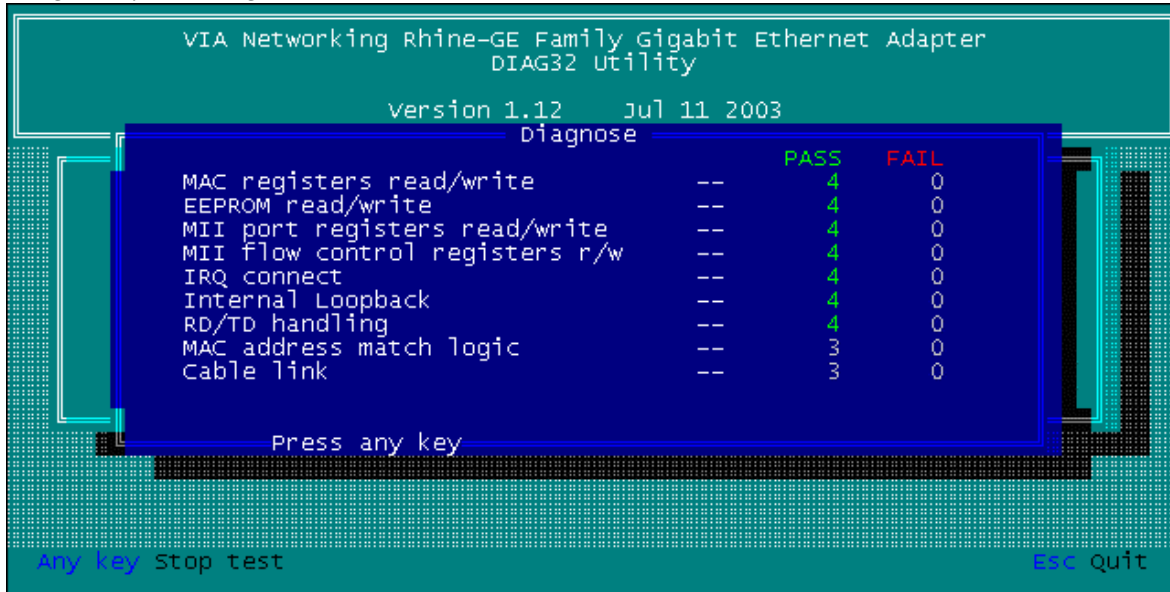 VIA Networking Rhine-GE Family Gigabit Ethernet Adapter
DIAG32 Utility
Version 1.12 Jul 11 2003
Diagnose
PASS FAIL
MAC registers read/write -- 4 0
EEPROM read/write -- 4 0
MII port registers read/write -- 4 0
MII flow control registers r/w -- 4 0
IRQ connect -- 4 0
Internal Loopback -- 4 0
RD/TD handling -- 4 0
MAC address match logic -- 3 0
Cable link -- 3 0
Press any key
Any key Stop test Esc Quit